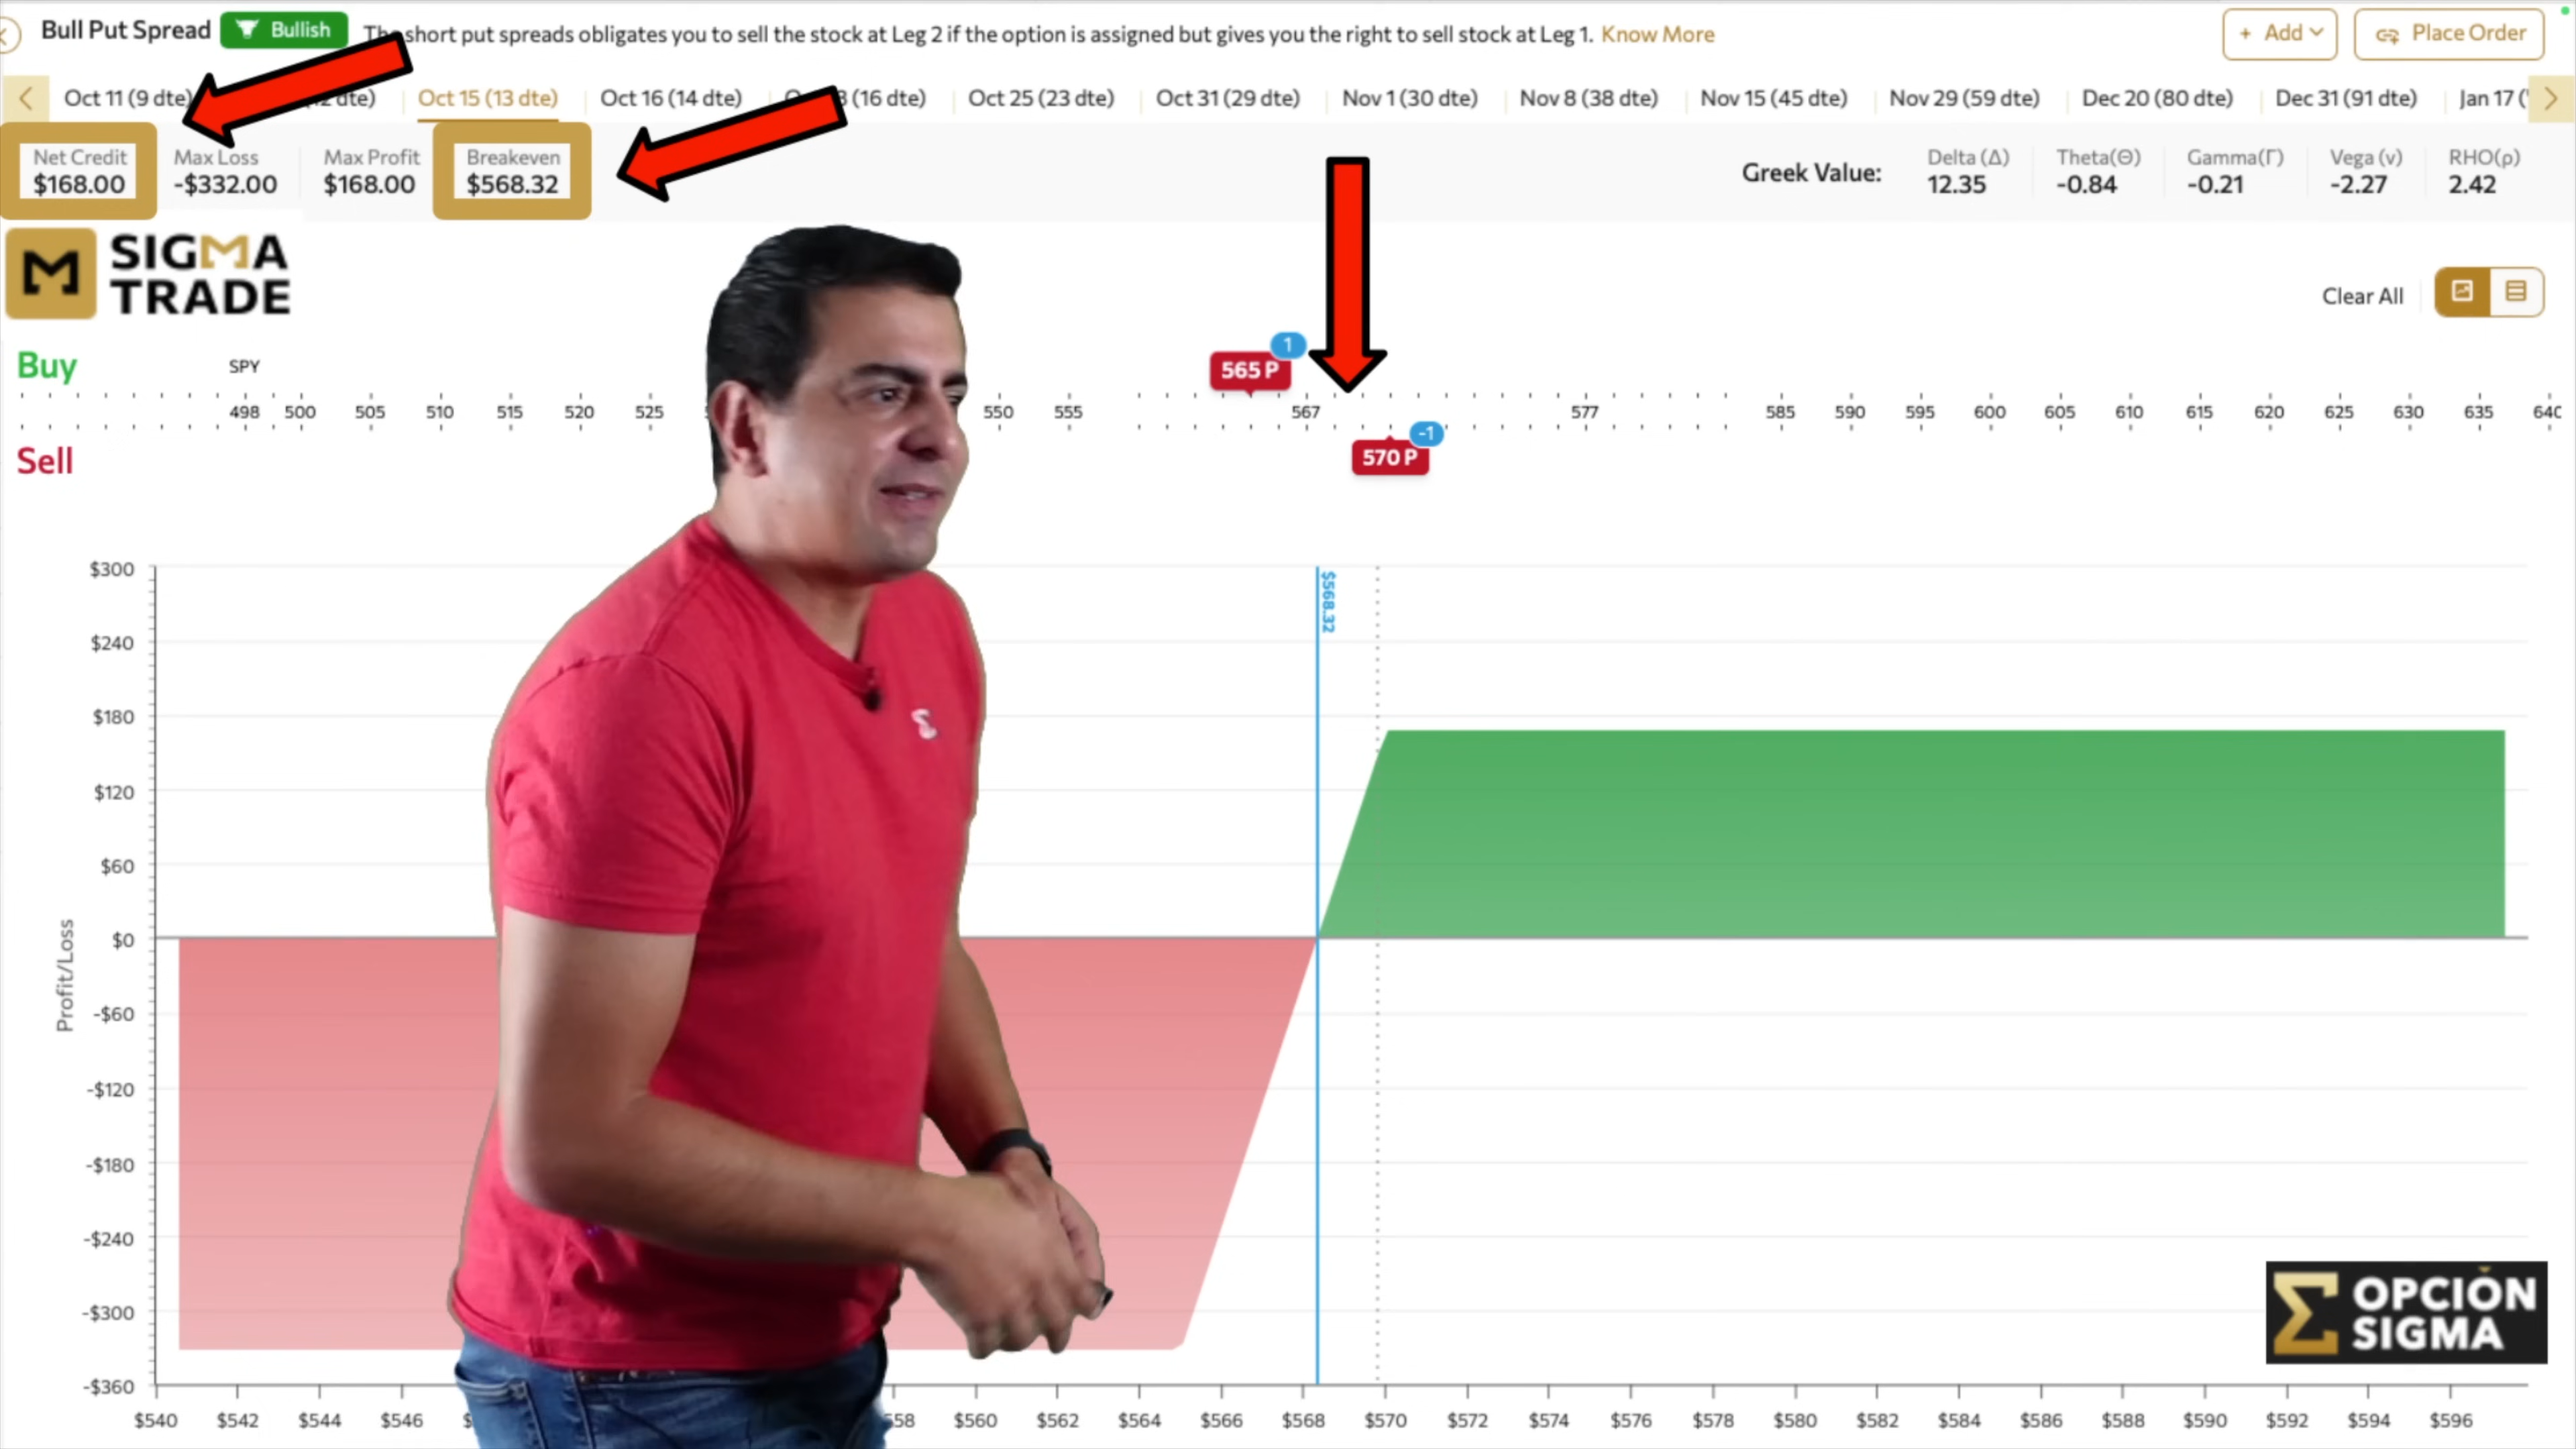 Bull Put Spread Bullish The short put spreads obligates you to sell the stock at Leg 2 if the option is assigned but gives you the right to sell stock at Leg 1. Know More + Add Place Order
Oct 11 (9 dte) dte) Oct 15 (13 dte) Oct 16 (14 dte) (16 dte) Oct 25 (23 dte) Oct 31 (29 dte) Nov 1 (30 dte) Nov 8 (38 dte) Nov 15 (45 dte) Nov 29 (59 dte) Dec 20 (80 dte) Dec 31 (91 dte) Jan 17 (
Net Credit Max Loss Max Profit Breakeven Greek Value: Delta (Δ) Theta(Θ) Gamma(Γ) Vega (v) RHO(ρ)
$168.00 -$332.00 $168.00 $568.32 12.35 -0.84 -0.21 -2.27 2.42
M SIGMA
TRADE
Clear All
Buy SPY 565 P 1
498 500 505 510 515 520 525 550 555 567 577 585 590 595 600 605 610 615 620 625 630 635 640
Sell 570 P -1
$300
$568.32
$240
$180
$120
$60
$0
Profit/Loss
-$60
-$120
-$180
-$240
-$300
-$360
$540 $542 $544 $546 $560 $562 $564 $566 $568 $570 $572 $574 $576 $578 $580 $582 $584 $586 $588 $590 $592 $594 $596
Σ OPCIÓN
SIGMA